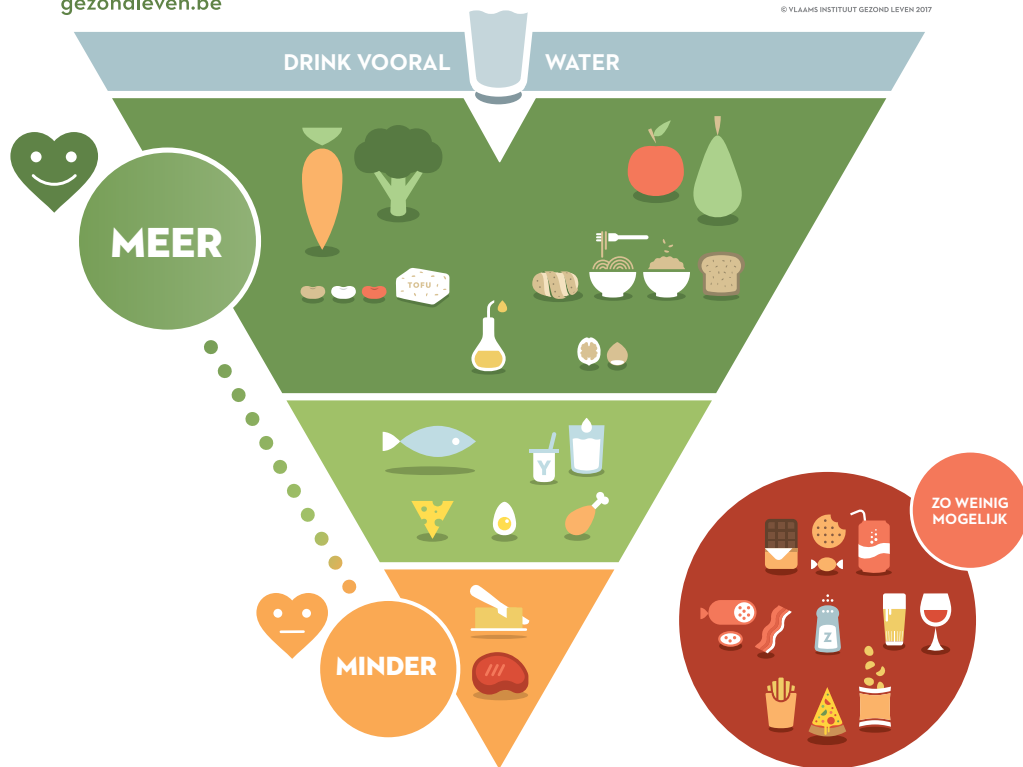 gezondleven.be
© VLAAMS INSTITUUT GEZOND LEVEN 2017
DRINK VOORAL WATER
MEER
TOFU
Y
ZO WEINIG
MOGELIJK
Z
MINDER